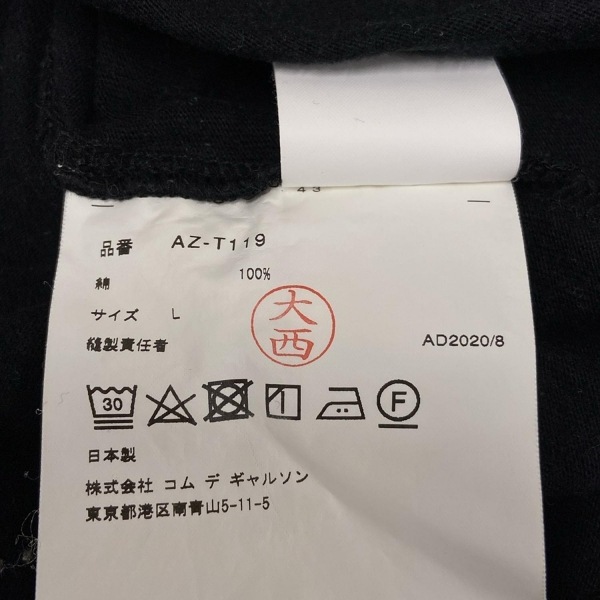 43
品番 AZ-T119
綿 100%
サイズ L
縫製責任者
大西
AD2020/8
30
F
日本製
株式会社 コム デ ギャルソン
東京都港区南青山5-11-5